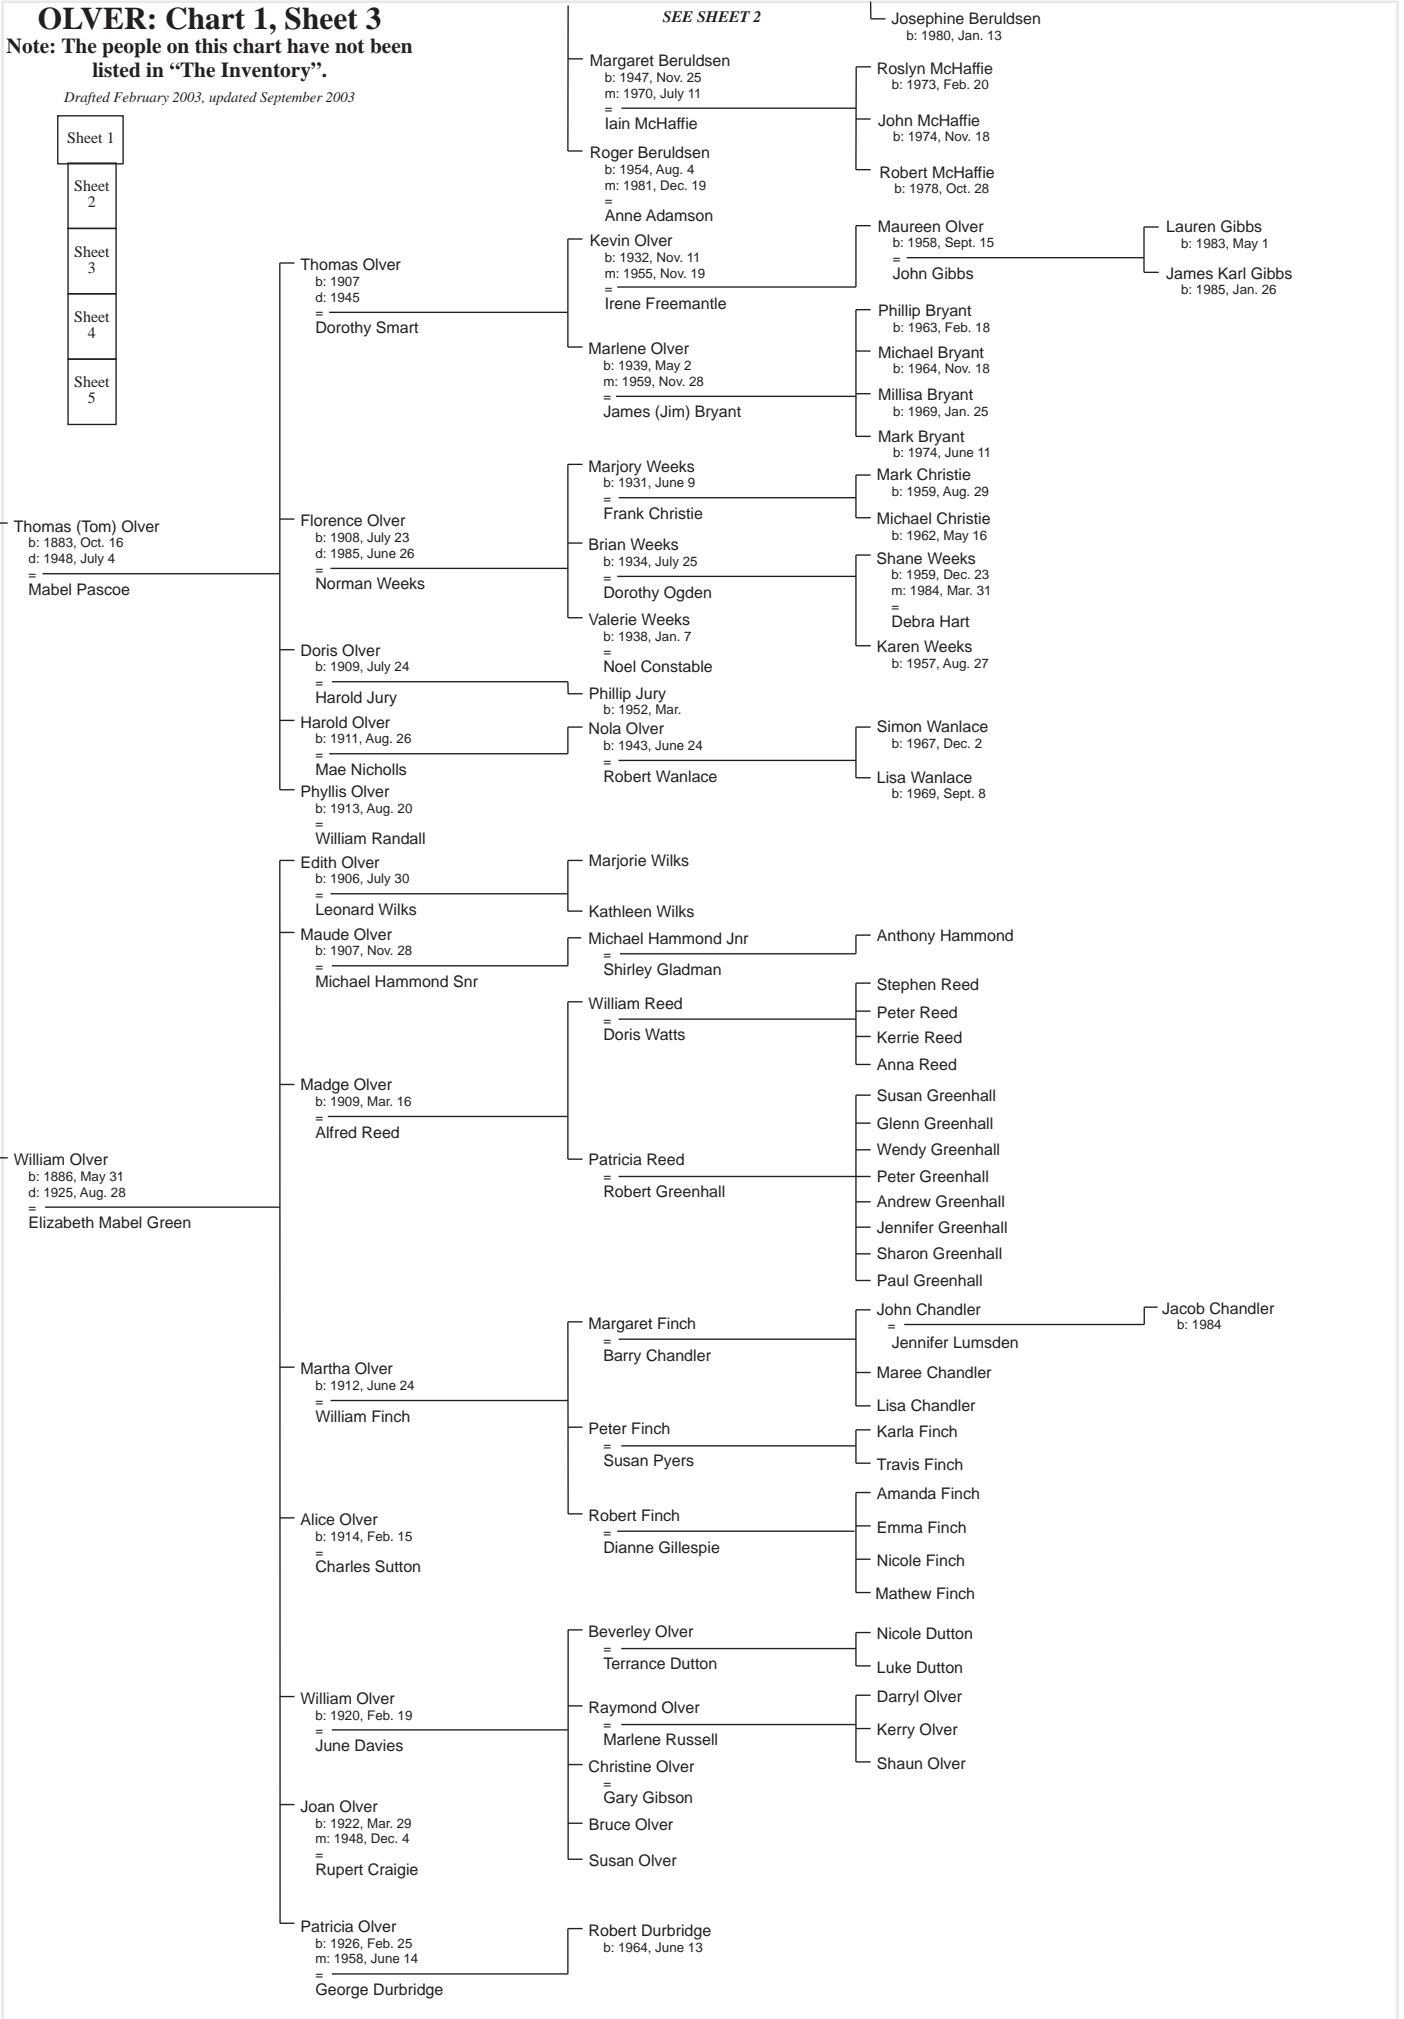 OLVER: Chart 1, Sheet 3
Note: The people on this chart have not been
listed in “The Inventory”.
Drafted February 2003, updated September 2003
Sheet 1
Sheet
2
Sheet
3
Sheet
4
Sheet
5
SEE SHEET 2
Thomas (Tom) Olver
b: 1883, Oct. 16
d: 1948, July 4
=
Mabel Pascoe
William Olver
b: 1886, May 31
d: 1925, Aug. 28
=
Elizabeth Mabel Green
Thomas Olver
b: 1907
d: 1945
=
Dorothy Smart
Florence Olver
b: 1908, July 23
d: 1985, June 26
=
Norman Weeks
Doris Olver
b: 1909, July 24
=
Harold Jury
Harold Olver
b: 1911, Aug. 26
=
Mae Nicholls
Phyllis Olver
b: 1913, Aug. 20
=
William Randall
Edith Olver
b: 1906, July 30
=
Leonard Wilks
Maude Olver
b: 1907, Nov. 28
=
Michael Hammond Snr
Madge Olver
b: 1909, Mar. 16
=
Alfred Reed
Martha Olver
b: 1912, June 24
=
William Finch
Alice Olver
b: 1914, Feb. 15
=
Charles Sutton
William Olver
b: 1920, Feb. 19
=
June Davies
Joan Olver
b: 1922, Mar. 29
m: 1948, Dec. 4
=
Rupert Craigie
Patricia Olver
b: 1926, Feb. 25
m: 1958, June 14
=
George Durbridge
Margaret Beruldsen
b: 1947, Nov. 25
m: 1970, July 11
=
Iain McHaffie
Roger Beruldsen
b: 1954, Aug. 4
m: 1981, Dec. 19
=
Anne Adamson
Kevin Olver
b: 1932, Nov. 11
m: 1955, Nov. 19
=
Irene Freemantle
Marlene Olver
b: 1939, May 2
m: 1959, Nov. 28
=
James (Jim) Bryant
Marjory Weeks
b: 1931, June 9
=
Frank Christie
Brian Weeks
b: 1934, July 25
=
Dorothy Ogden
Valerie Weeks
b: 1938, Jan. 7
=
Noel Constable
Phillip Jury
b: 1952, Mar.
Nola Olver
b: 1943, June 24
=
Robert Wanlace
Marjorie Wilks
Kathleen Wilks
Michael Hammond Jnr
=
Shirley Gladman
William Reed
=
Doris Watts
Patricia Reed
=
Robert Greenhall
Margaret Finch
=
Barry Chandler
Peter Finch
=
Susan Pyers
Robert Finch
=
Dianne Gillespie
Beverley Olver
=
Terrance Dutton
Raymond Olver
=
Marlene Russell
Christine Olver
=
Gary Gibson
Bruce Olver
Susan Olver
Robert Durbridge
b: 1964, June 13
Josephine Beruldsen
b: 1980, Jan. 13
Roslyn McHaffie
b: 1973, Feb. 20
John McHaffie
b: 1974, Nov. 18
Robert McHaffie
b: 1978, Oct. 28
Maureen Olver
b: 1958, Sept. 15
=
John Gibbs
Phillip Bryant
b: 1963, Feb. 18
Michael Bryant
b: 1964, Nov. 18
Millisa Bryant
b: 1969, Jan. 25
Mark Bryant
b: 1974, June 11
Mark Christie
b: 1959, Aug. 29
Michael Christie
b: 1962, May 16
Shane Weeks
b: 1959, Dec. 23
m: 1984, Mar. 31
=
Debra Hart
Karen Weeks
b: 1957, Aug. 27
Simon Wanlace
b: 1967, Dec. 2
Lisa Wanlace
b: 1969, Sept. 8
Anthony Hammond
Stephen Reed
Peter Reed
Kerrie Reed
Anna Reed
Susan Greenhall
Glenn Greenhall
Wendy Greenhall
Peter Greenhall
Andrew Greenhall
Jennifer Greenhall
Sharon Greenhall
Paul Greenhall
John Chandler
=
Jennifer Lumsden
Maree Chandler
Lisa Chandler
Karla Finch
Travis Finch
Amanda Finch
Emma Finch
Nicole Finch
Mathew Finch
Nicole Dutton
Luke Dutton
Darryl Olver
Kerry Olver
Shaun Olver
Lauren Gibbs
b: 1983, May 1
James Karl Gibbs
b: 1985, Jan. 26
Jacob Chandler
b: 1984